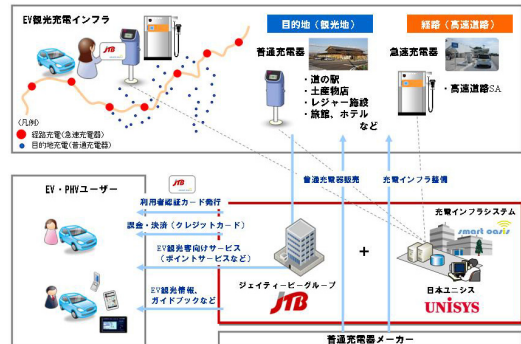 EV観光充電インフラ
JTB
(凡例)
経路充電(急速充電器)
目的地充電(普通充電器)
目的地(観光地)
普通充電器
・道の駅
・土産物店
・レジャー施設
・旅館、ホテル
など
経路(高速道路)
急速充電器
・高速道路SA
普通充電器販売
充電インフラ整備
EV・PHVユーザー
JTB
利用者認証カード発行
課金・決済(クレジットカード)
EV観光客向けサービス
(ポイントサービスなど)
EV観光情報、
ガイドブックなど
ジェイティービーグループ
JTB
+
充電インフラシステム
smart oasis
日本ユニシス
UNISYS
普通充電器メーカー